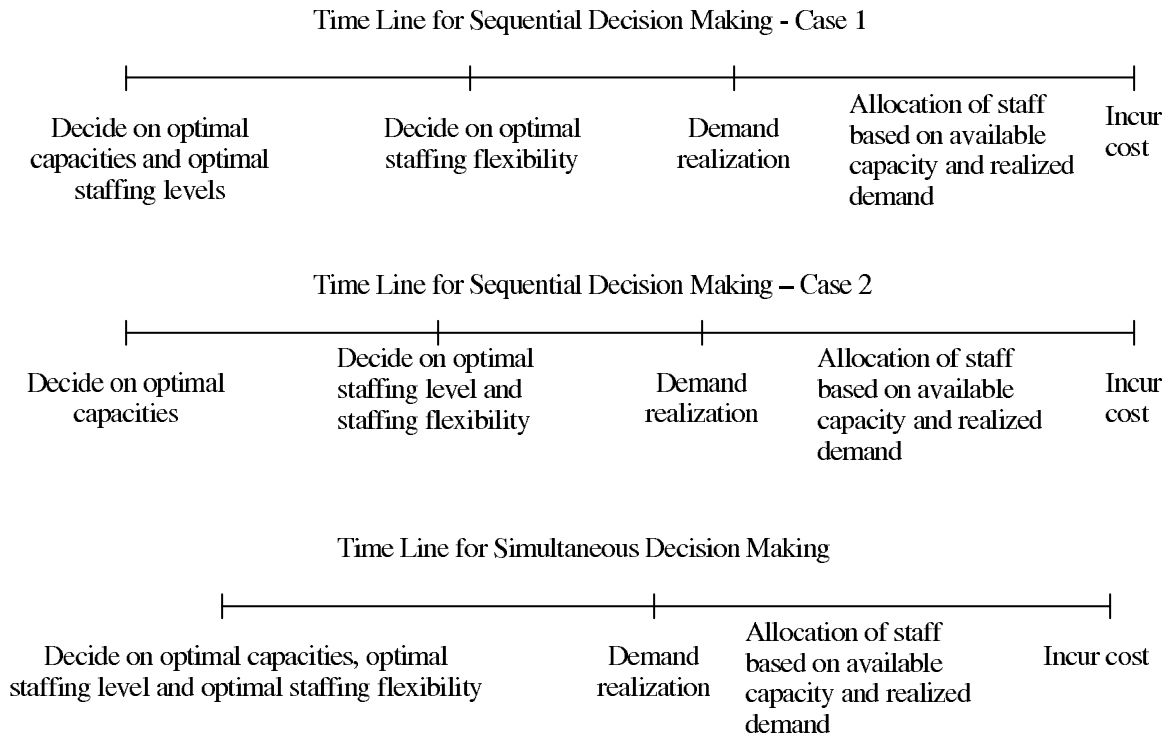 Time Line for Sequential Decision Making - Case 1
Decide on optimal
capacities and optimal
staffing levels
Decide on optimal
staffing flexibility
Demand
realization
Allocation of staff
based on available
capacity and realized
demand
Incur
cost
Time Line for Sequential Decision Making – Case 2
Decide on optimal
capacities
Decide on optimal
staffing level and
staffing flexibility
Demand
realization
Allocation of staff
based on available
capacity and realized
demand
Incur
cost
Time Line for Simultaneous Decision Making
Decide on optimal capacities, optimal
staffing level and optimal staffing flexibility
Demand
realization
Allocation of staff
based on available
capacity and realized
demand
Incur cost